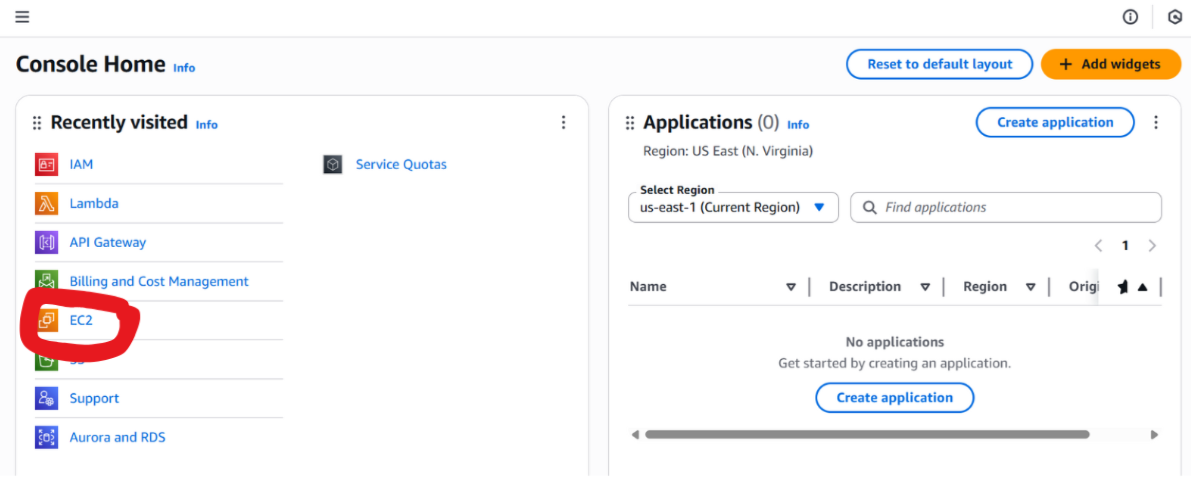 Console Home Info
Reset to default layout
+ Add widgets
Recently visited Info
IAM
Lambda
API Gateway
Billing and Cost Management
EC2
Support
Aurora and RDS
Service Quotas
Applications (0) Info
Create application
Region: US East (N. Virginia)
Select Region
us-east-1 (Current Region)
Find applications
1
Name Description Region Origi
No applications
Get started by creating an application.
Create application